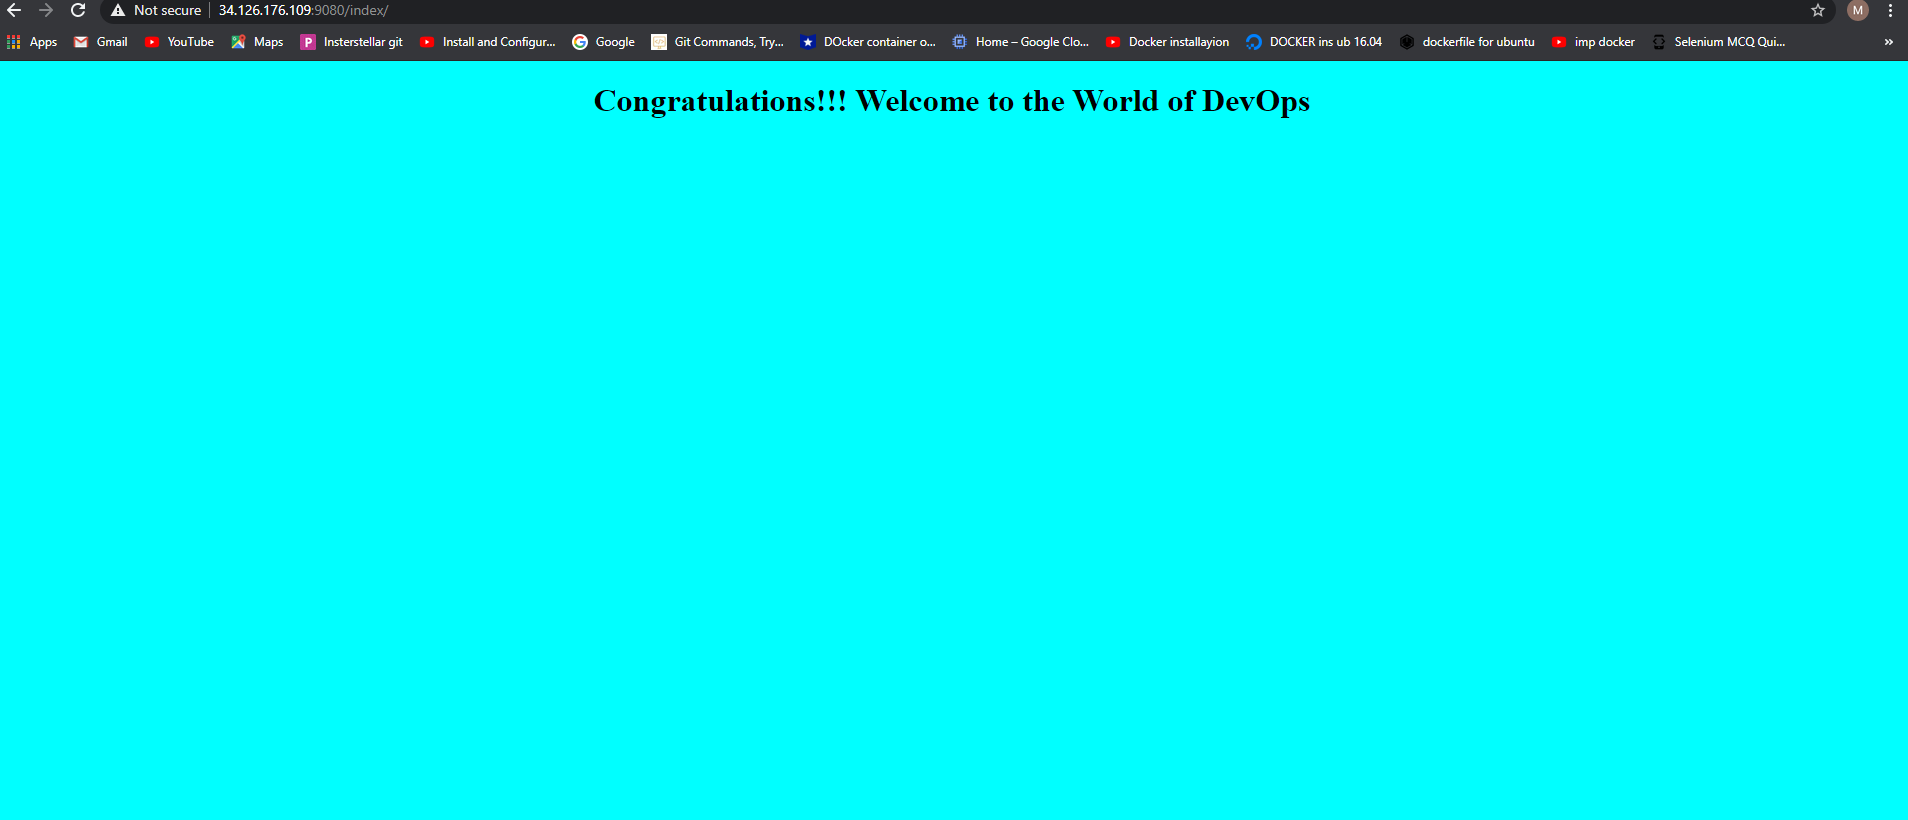 Not secure 34.126.176.109:9080/index/ M
Apps Gmail YouTube Maps P Insterstellar git Install and Configur... Google Git Commands, Try... DOcker container o... Home – Google Clo... Docker installayion DOCKER ins ub 16.04 dockerfile for ubuntu imp docker Selenium MCQ Qui... »
Congratulations!!! Welcome to the World of DevOps